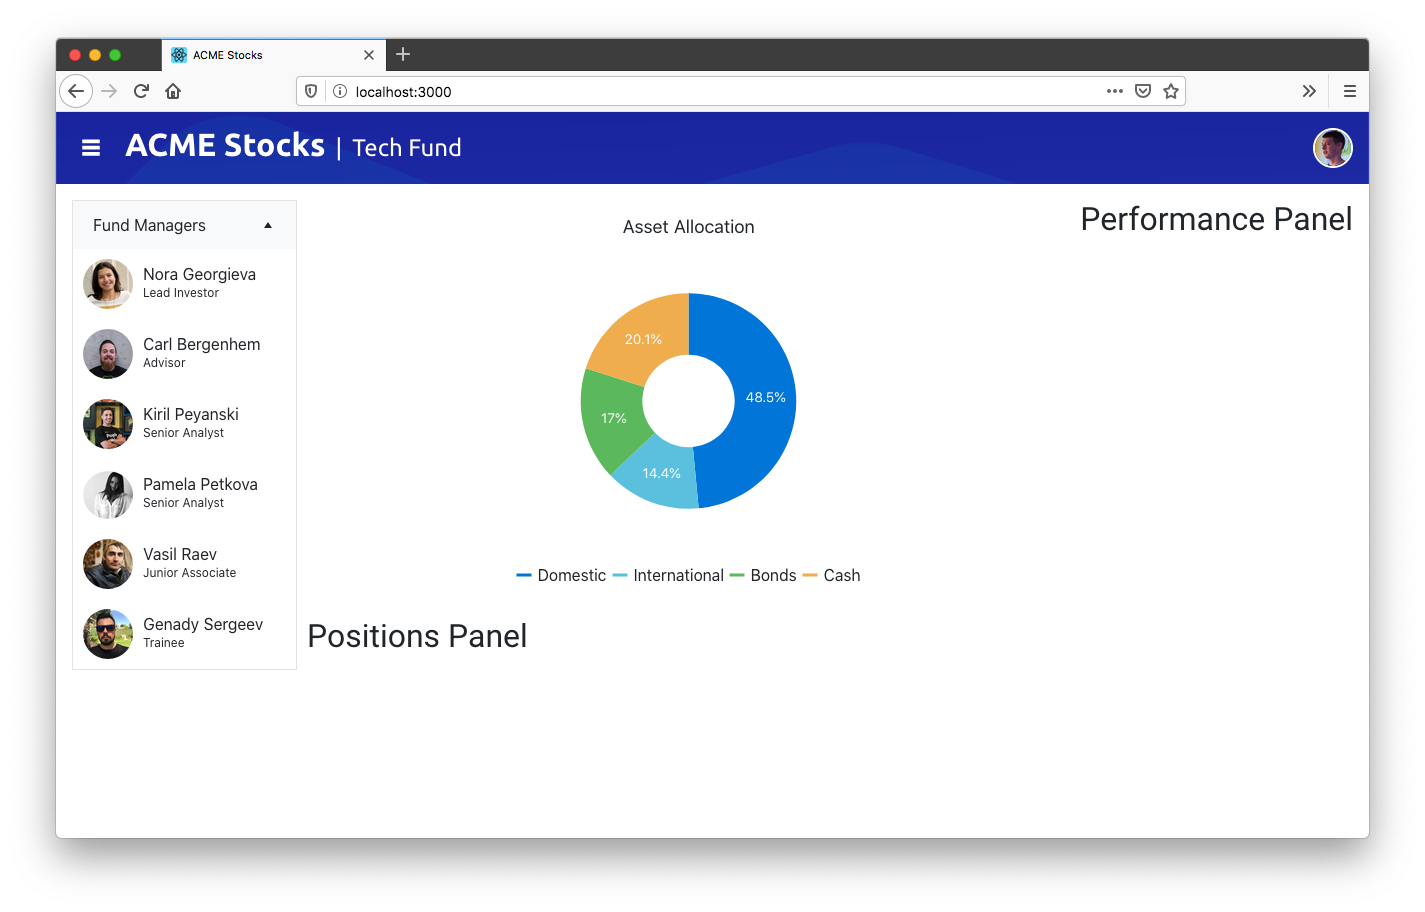 ACME Stocks
localhost:3000
ACME Stocks | Tech Fund
Fund Managers
Nora Georgieva
Lead Investor
Carl Bergenhem
Advisor
Kiril Peyanski
Senior Analyst
Pamela Petkova
Senior Analyst
Vasil Raev
Junior Associate
Genady Sergeev
Trainee
Asset Allocation
20.1%
48.5%
17%
14.4%
Domestic International Bonds Cash
Positions Panel
Performance Panel